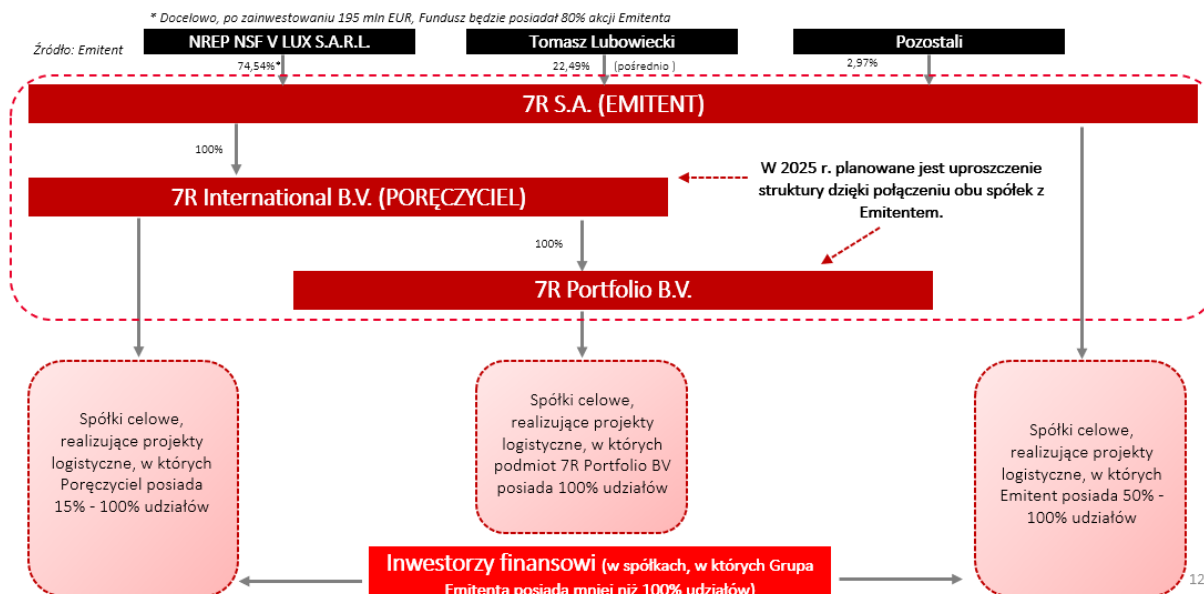 * Docelowo, po zainwestowaniu 195 mln EUR, Fundusz będzie posiadał 80% akcji Emitenta
Źródło: Emitent
NREP NSF V LUX S.A.R.L.
Tomasz Lubowiecki
Pozostali
74,54%*
22,49%
(pośrednio )
2,97%
7R S.A. (EMITENT)
100%
W 2025 r. planowane jest uproszczenie
struktury dzięki połączeniu obu spółek z
Emitentem.
7R International B.V. (PORĘCZYCIEL)
100%
7R Portfolio B.V.
Spółki celowe,
realizujące projekty
logistyczne, w których
Poręczyciel posiada
15% - 100% udziałów
Spółki celowe,
realizujące projekty
logistyczne, w których
podmiot 7R Portfolio BV
posiada 100% udziałów
Spółki celowe,
realizujące projekty
logistyczne, w których
Emitent posiada 50% -
100% udziałów
Inwestorzy finansowi (w spółkach, w których Grupa
Emitenta posiada mniej niż 100% udziałów)
12